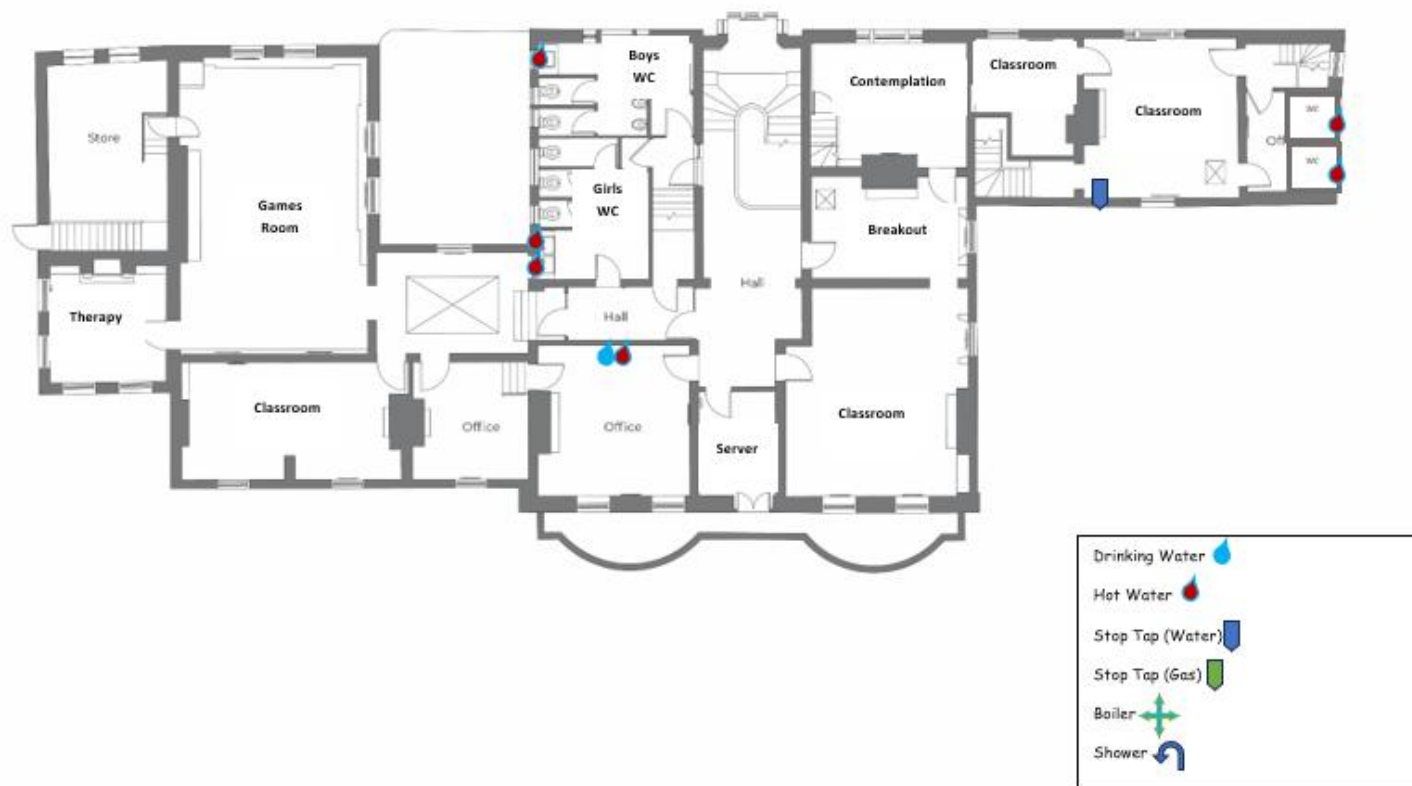 Boys
WC
Contemplation
Classroom
Classroom
WC
Store
Off
WC
Girls
WC
Games
Room
Breakout
Hall
Therapy
Hall
Classroom
Office
Office
Classroom
Server
Drinking Water
Hot Water
Stop Tap (Water)
Stop Tap (Gas)
Boiler
Shower